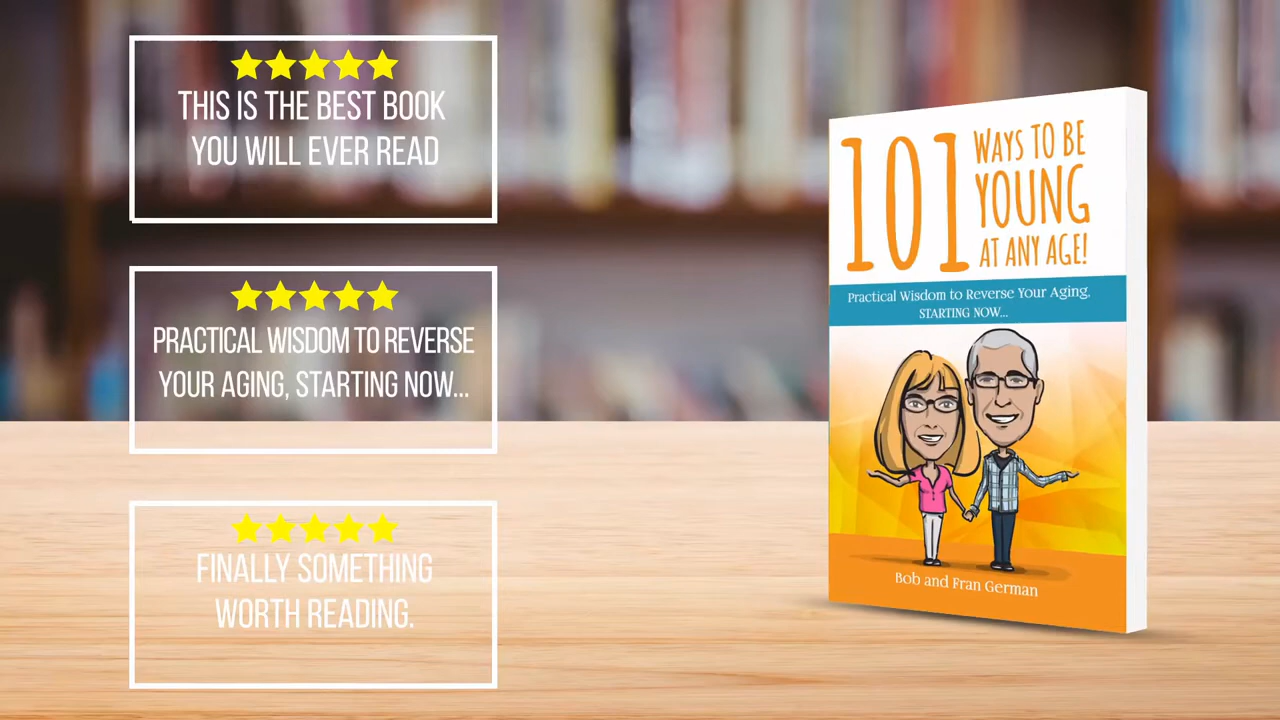 THIS IS THE BEST BOOK
YOU WILL EVER READ
PRACTICAL WISDOM TO REVERSE
YOUR AGING, STARTING NOW...
FINALLY SOMETHING
WORTH READING.
101 WAYS TO BE
YOUNG
AT ANY AGE!
Practical Wisdom to Reverse Your Aging,
STARTING NOW...
Bob and Fran German